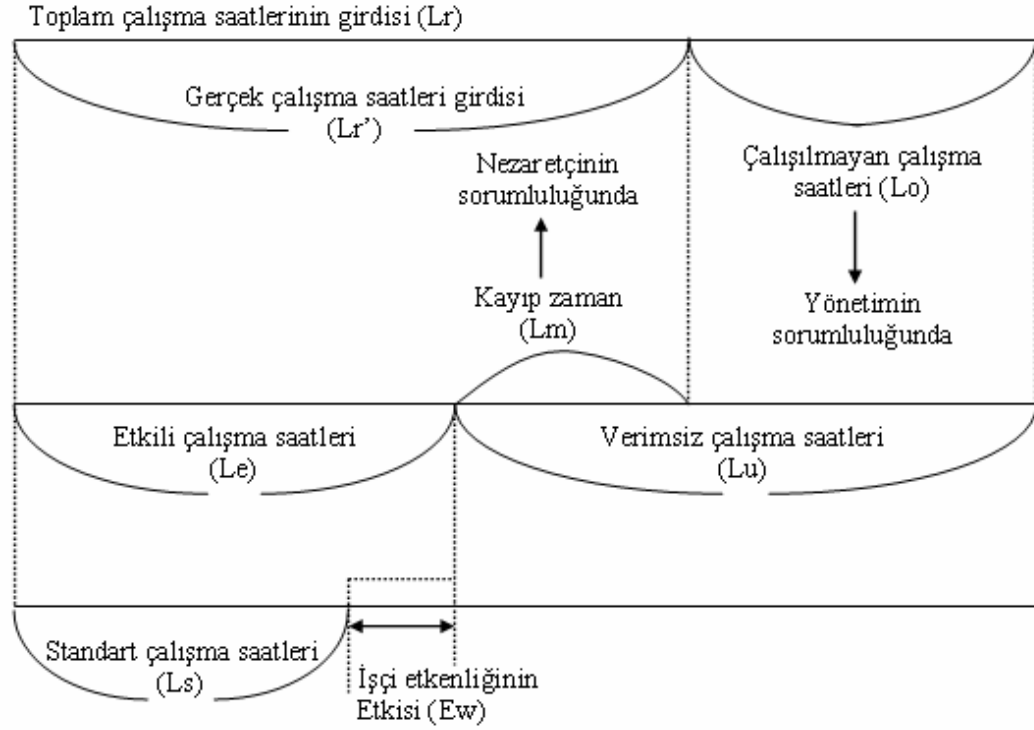 Toplam çalışma saatlerinin girdisi (Lr)
Gerçek çalışma saatleri girdisi
(Lr’)
Nezaretçinin
sorumluluğunda
Çalışılmayan çalışma
saatleri (Lo)
Kayıp zaman
(Lm)
Yönetimin
sorumluluğunda
Etkili çalışma saatleri
(Le)
Verimsiz çalışma saatleri
(Lu)
Standart çalışma saatleri
(Ls)
İşçi etkenliğinin
Etkisi (Ew)